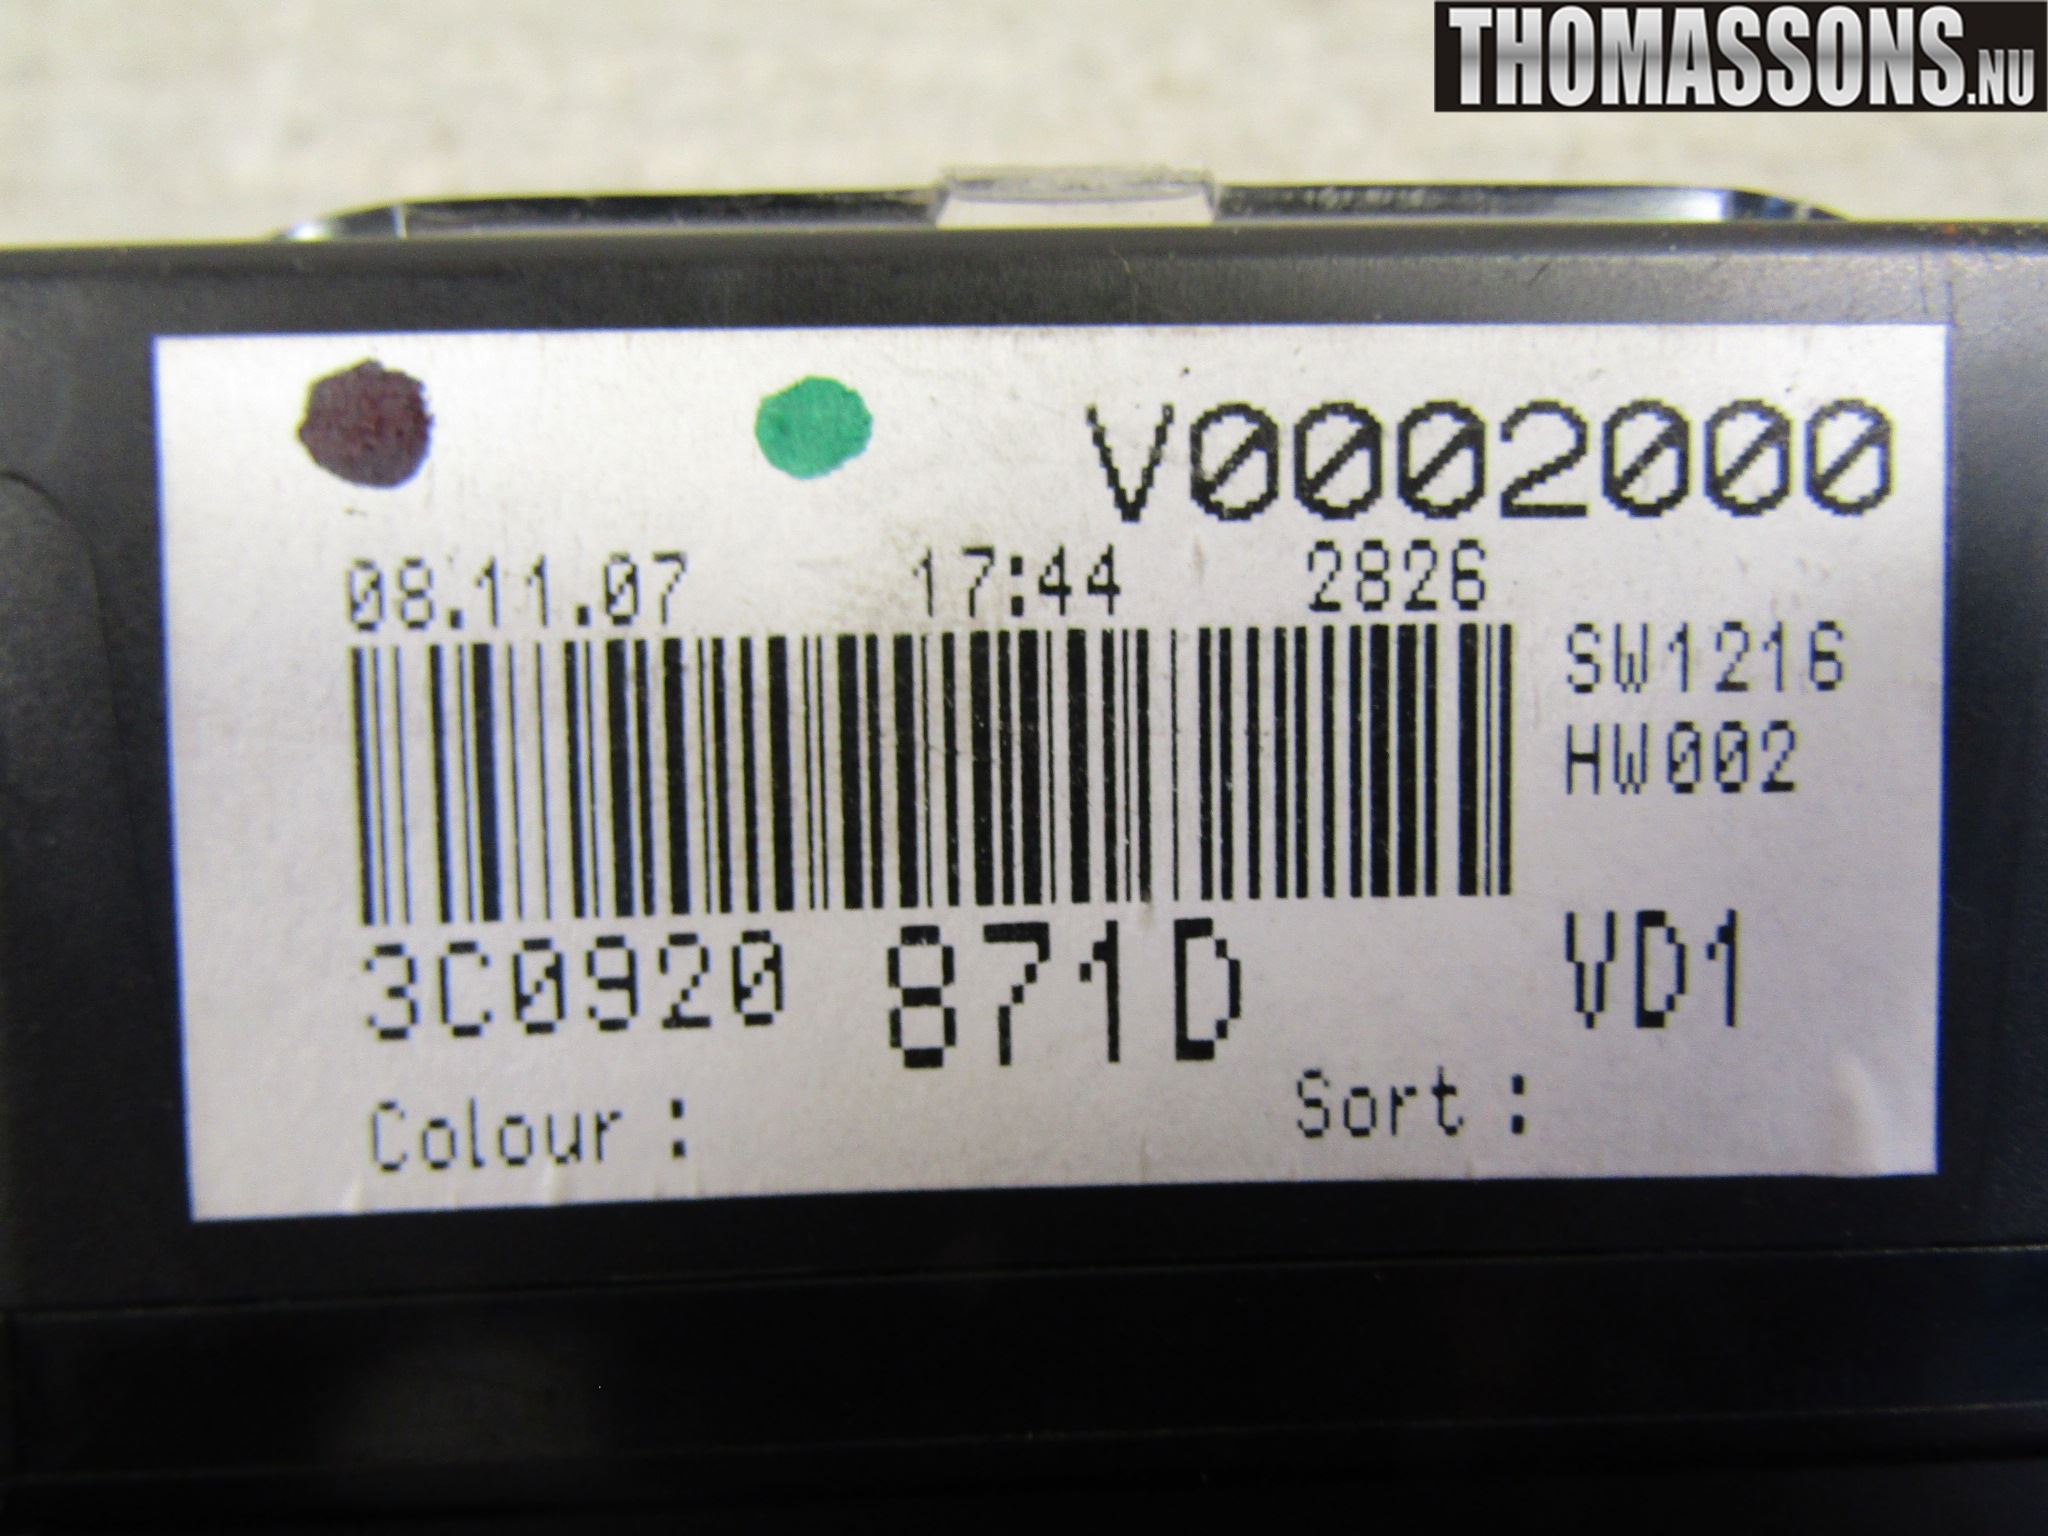 THOMASSONS.NU
V0002000
08.11.07 17:44 2826
SW1216
HW002
3C0920 871D VD1
Colour : Sort :